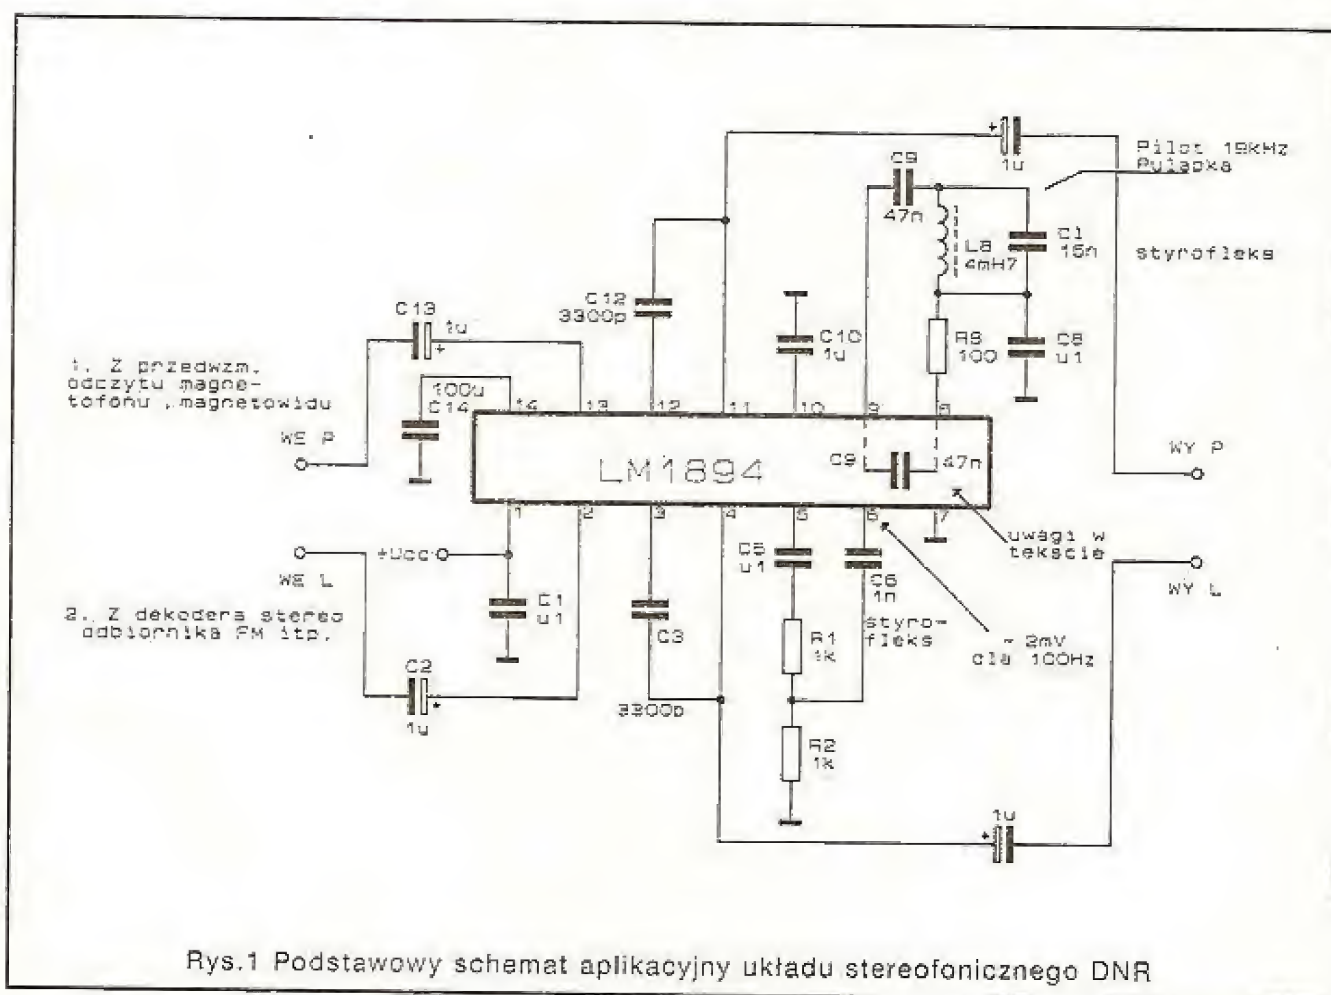 1u
Pilot 19kHz
Pulapka
C9
47n
L8
4mH7
C1
15n
styrofleks
C12
3300p
C13
1u
C10
1u
R8
100
C8
u1
1. Z przedwzm.
odczytu magne-
tofonu ,magnetowidu
100u
C14
14
13
12
11
10
9
8
WE P
LM1894
C9
47n
WY P
1
2
3
4
5
6
7
uwagi w
tekscie
WE L
+Ucc
C5
u1
C6
1n
WY L
2. Z dekodera stereo
odbiornika FM itp.
C1
u1
C3
R1
1k
styro-
fleks
~ 2mV
dla 100Hz
C2
1u
3300p
R2
1k
1u
Rys.1 Podstawowy schemat aplikacyjny układu stereofonicznego DNR